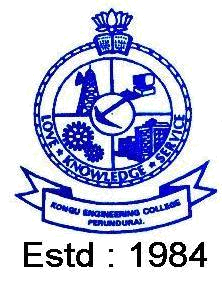 LOVE ★ KNOWLEDGE ★ SERVICE
KONGU ENGINEERING COLLEGE
PERUNDURAI.
Estd : 1984